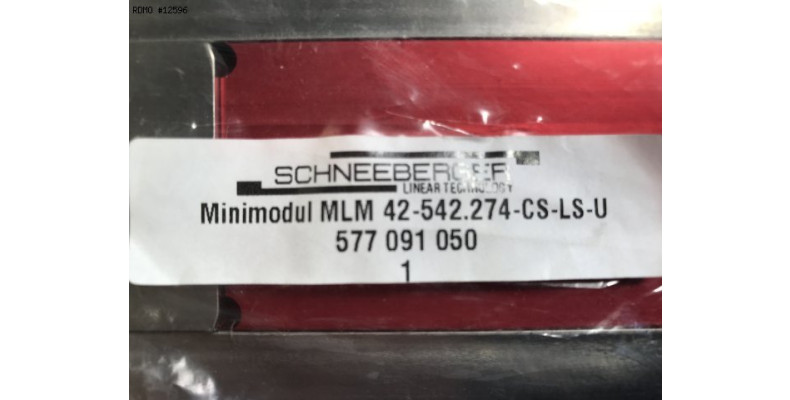 RDMO #12596
SCHNEEBERGER
LINEAR TECHNOLOGY
Minimodul MLM 42-542.274-CS-LS-U
577 091 050
1